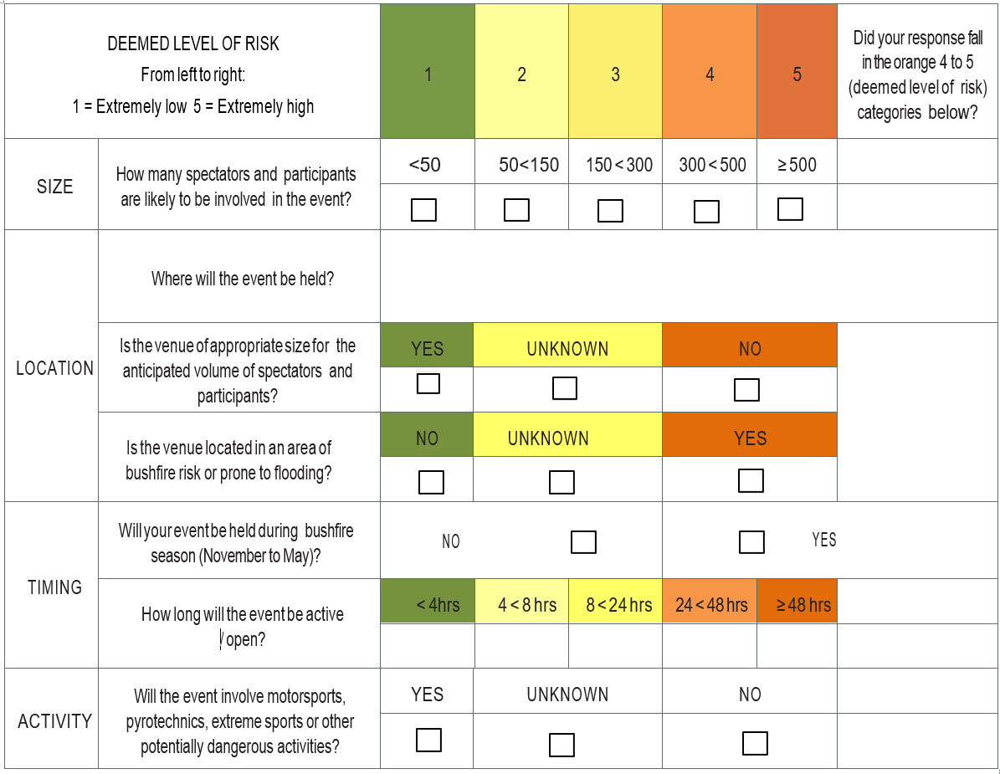 DEEMED LEVEL OF RISK
From left to right:
1 = Extremely low 5 = Extremely high
1
2
3
4
5
Did your response fall
in the orange 4 to 5
(deemed level of risk)
categories below?
SIZE
How many spectators and participants
are likely to be involved in the event?
<50
50<150
150 < 300
300 < 500
≥ 500
LOCATION
Where will the event be held?
Is the venue of appropriate size for the
anticipated volume of spectators and
participants?
YES
UNKNOWN
NO
Is the venue located in an area of
bushfire risk or prone to flooding?
NO
UNKNOWN
YES
TIMING
Will your event be held during bushfire
season (November to May)?
NO
YES
How long will the event be active
/ open?
< 4hrs
4 < 8 hrs
8 < 24 hrs
24 < 48 hrs
≥ 48 hrs
ACTIVITY
Will the event involve motorsports,
pyrotechnics, extreme sports or other
potentially dangerous activities?
YES
UNKNOWN
NO